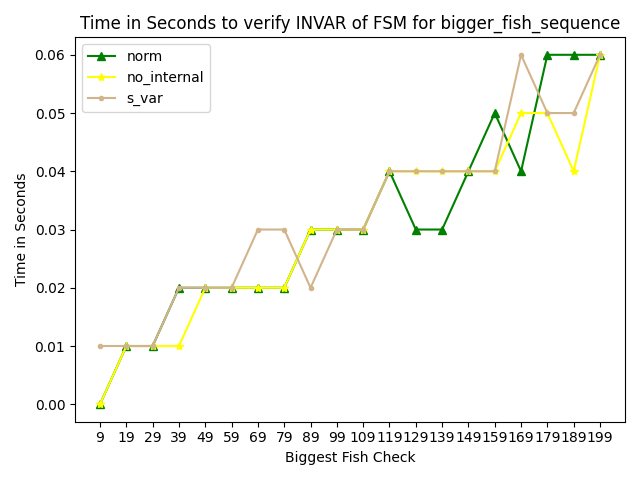 Time in Seconds to verify INVAR of FSM for bigger_fish_sequence
norm
no_internal
s_var
Time in Seconds
0.06
0.05
0.04
0.03
0.02
0.01
0.00
9 19 29 39 49 59 69 79 89 99 109 119 129 139 149 159 169 179 189 199
Biggest Fish Check